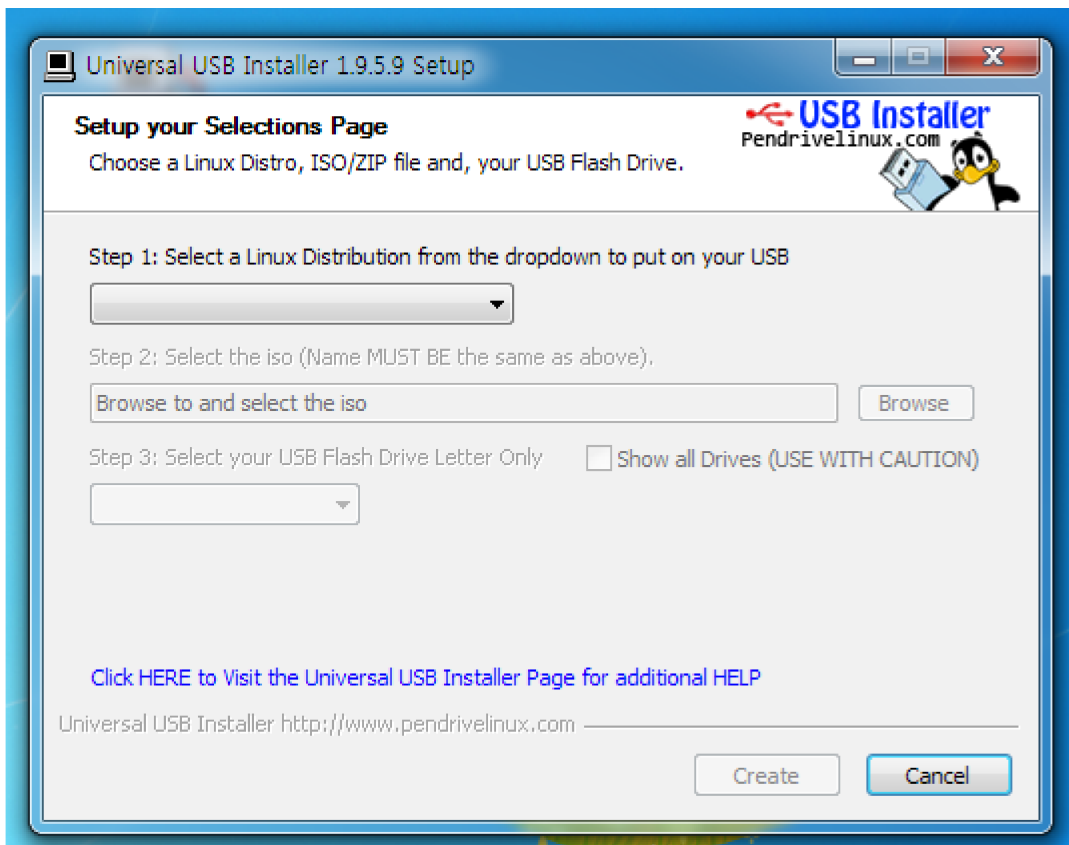 Universal USB Installer 1.9.5.9 Setup
Setup your Selections Page
Choose a Linux Distro, ISO/ZIP file and, your USB Flash Drive.
USB Installer
Pendrivelinux.com
Step 1: Select a Linux Distribution from the dropdown to put on your USB
Step 2: Select the iso (Name MUST BE the same as above).
Browse to and select the iso
Browse
Step 3: Select your USB Flash Drive Letter Only
Show all Drives (USE WITH CAUTION)
Click HERE to Visit the Universal USB Installer Page for additional HELP
Universal USB Installer http://www.pendrivelinux.com
Create
Cancel